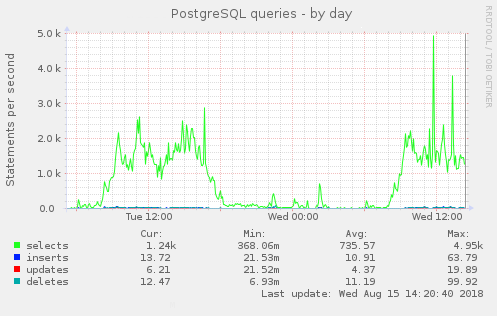 PostgreSQL queries - by day
RRDTOOL / TOBI OETIKER
Statements per second
5.0 k
4.0 k
3.0 k
2.0 k
1.0 k
0.0
Tue 12:00 Wed 00:00 Wed 12:00
Cur: Min: Avg: Max:
selects 1.24k 368.06m 735.57 4.95k
inserts 13.72 21.53m 10.91 63.79
updates 6.21 21.52m 4.37 19.89
deletes 12.47 6.93m 11.19 99.92
Last update: Wed Aug 15 14:20:40 2018